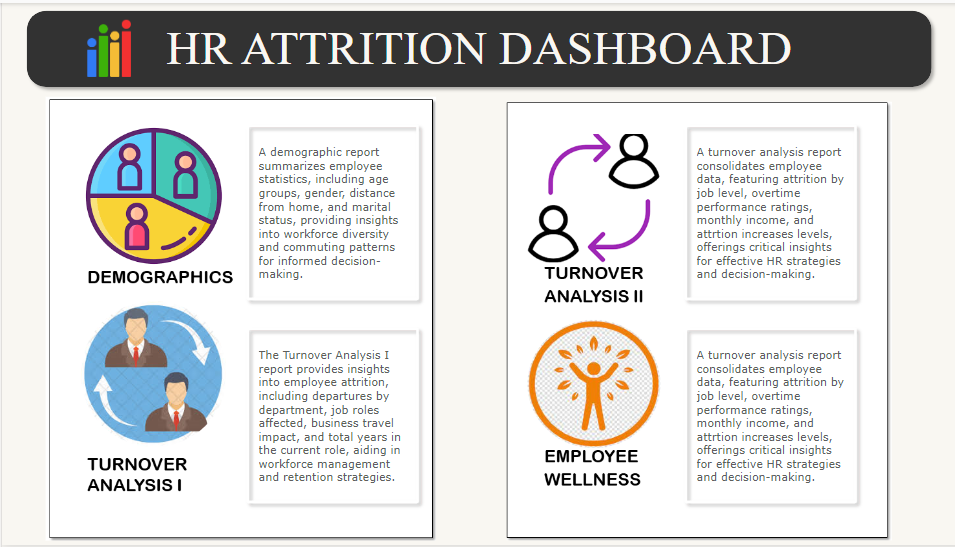 HR ATTRITION DASHBOARD
A demographic report
summarizes employee
statistics, including age
groups, gender, distance
from home, and marital
status, providing insights
into workforce diversity
and commuting patterns
for informed decision-
making.
DEMOGRAPHICS
The Turnover Analysis I
report provides insights
into employee attrition,
including departures by
department, job roles
affected, business travel
impact, and total years in
the current role, aiding in
workforce management
and retention strategies.
TURNOVER
ANALYSIS I
A turnover analysis report
consolidates employee
data, featuring attrition by
job level, overtime
performance ratings,
monthly income, and
attrtion increases levels,
offerings critical insights
for effective HR strategies
and decision-making.
TURNOVER
ANALYSIS II
A turnover analysis report
consolidates employee
data, featuring attrition by
job level, overtime
performance ratings,
monthly income, and
attrtion increases levels,
offerings critical insights
for effective HR strategies
and decision-making.
EMPLOYEE
WELLNESS